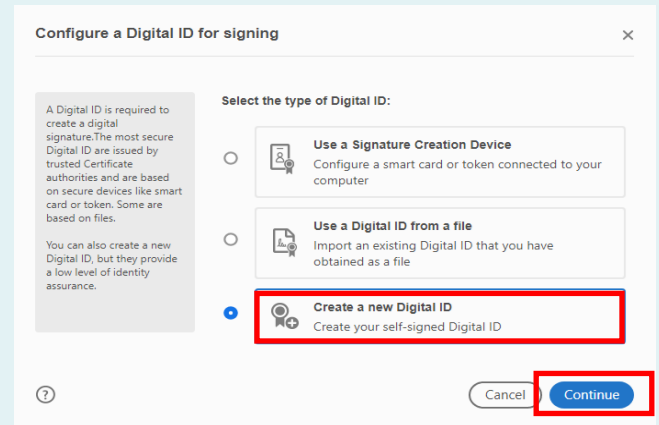 Configure a Digital ID for signing
A Digital ID is required to
create a digital
signature.The most secure
Digital ID are issued by
trusted Certificate
authorities and are based
on secure devices like smart
card or token. Some are
based on files.
You can also create a new
Digital ID, but they provide
a low level of identity
assurance.
Select the type of Digital ID:
Use a Signature Creation Device
Configure a smart card or token connected to your
computer
Use a Digital ID from a file
Import an existing Digital ID that you have
obtained as a file
Create a new Digital ID
Create your self-signed Digital ID
?
Cancel
Continue